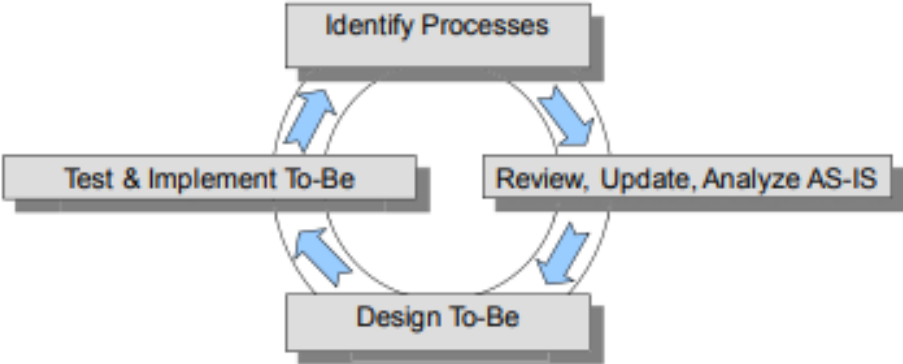 Identify Processes
Test & Implement To-Be
Review, Update, Analyze AS-IS
Design To-Be